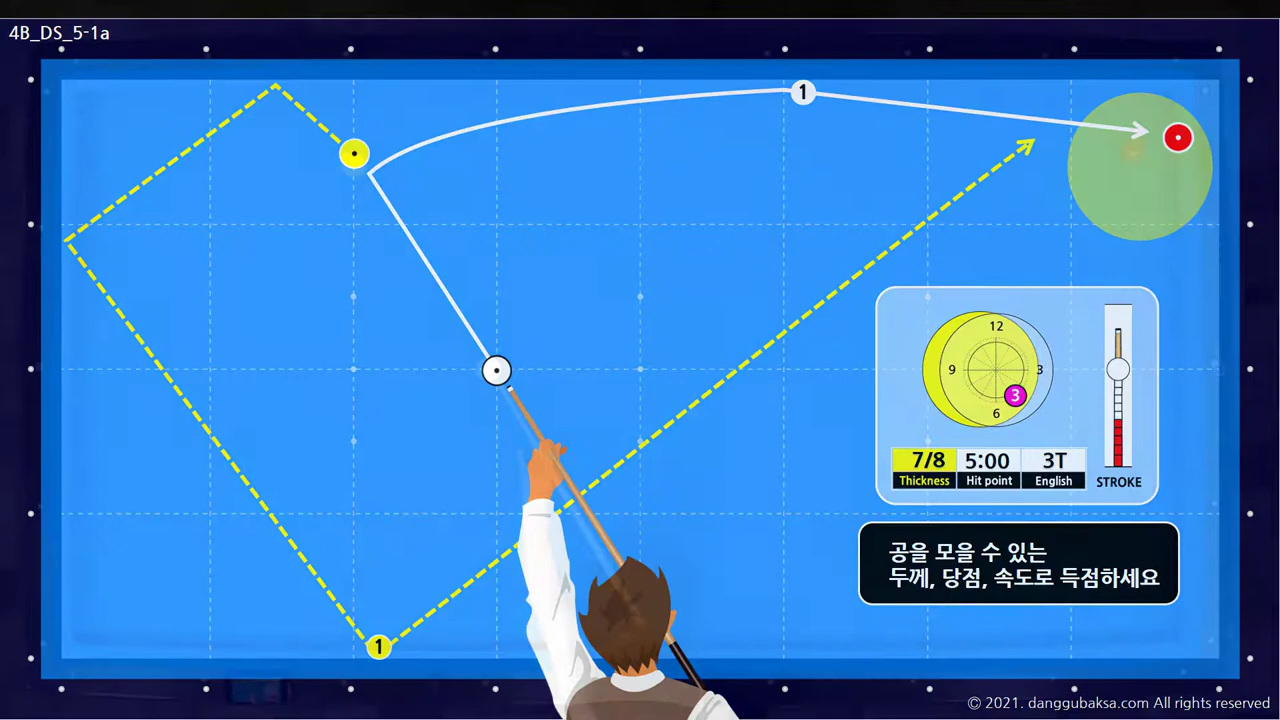 4B_DS_5-1a
1
12
9
3
3
6
7/8
5:00
3T
Thickness
Hit point
English
STROKE
공을 모을 수 있는
두께, 당점, 속도로 득점하세요
1
© 2021. danggubaksa.com All rights reserved